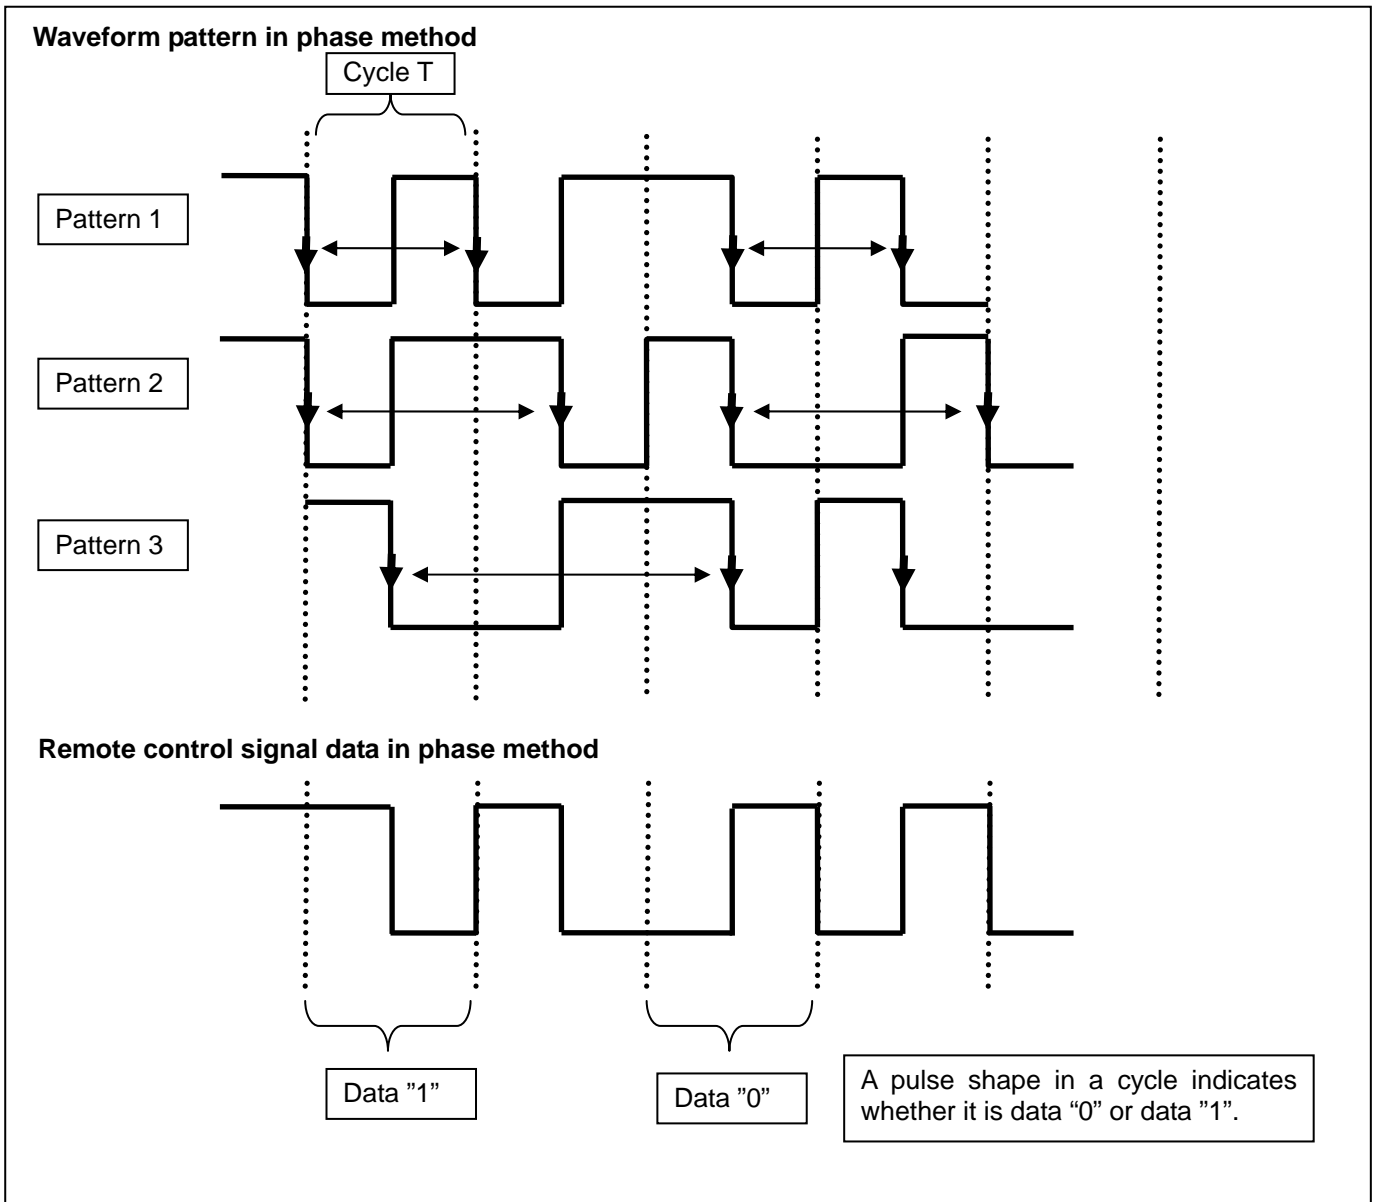 Waveform pattern in phase method
Cycle T
Pattern 1
Pattern 2
Pattern 3
Remote control signal data in phase method
Data ”1”
Data ”0”
A pulse shape in a cycle indicates
whether it is data “0” or data ”1”.